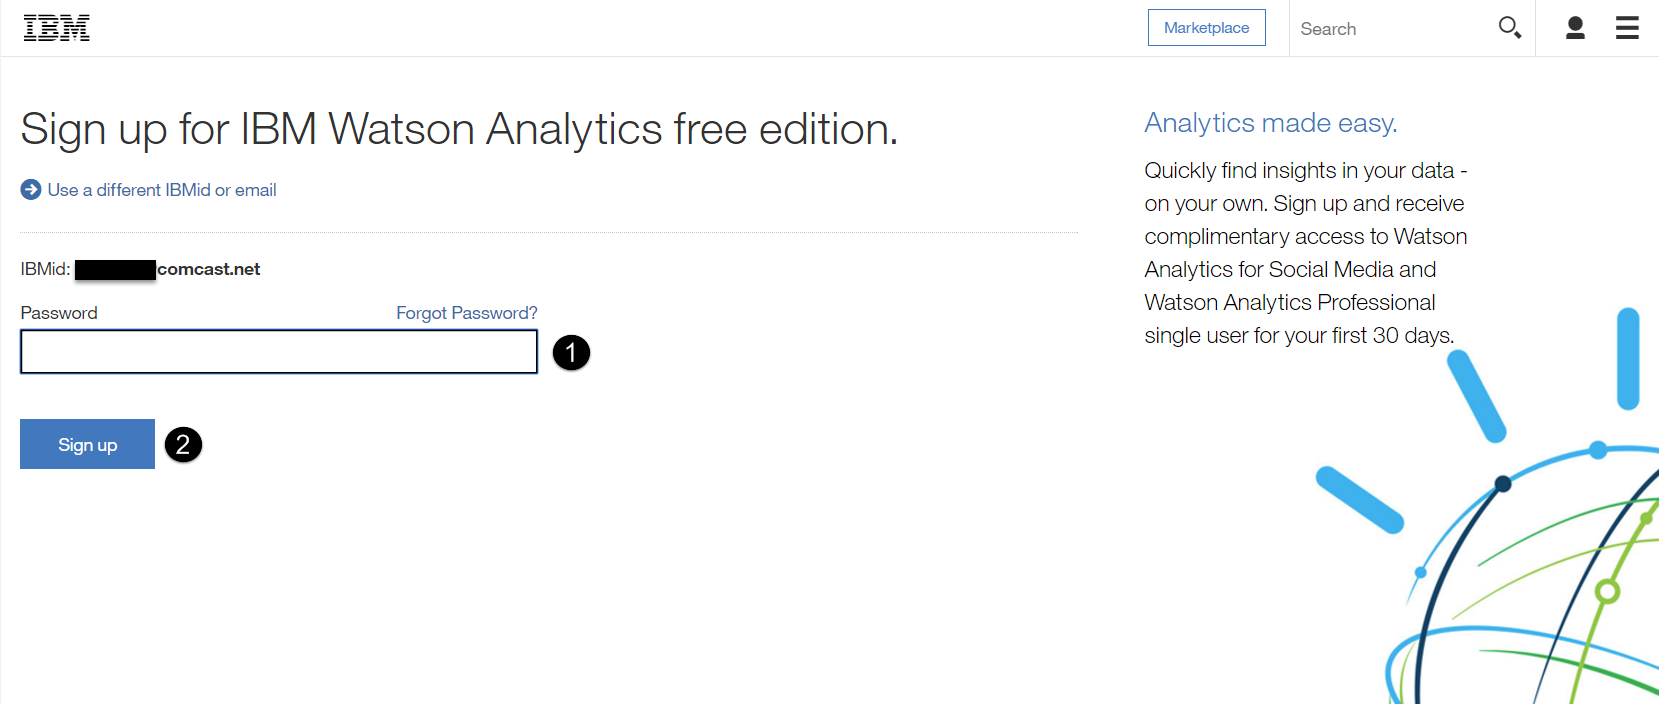 IBM
Marketplace
Search
Sign up for IBM Watson Analytics free edition.
Use a different IBMid or email
IBMid: comcast.net
Password
Forgot Password?
1
Sign up
2
Analytics made easy.
Quickly find insights in your data -
on your own. Sign up and receive
complimentary access to Watson
Analytics for Social Media and
Watson Analytics Professional
single user for your first 30 days.